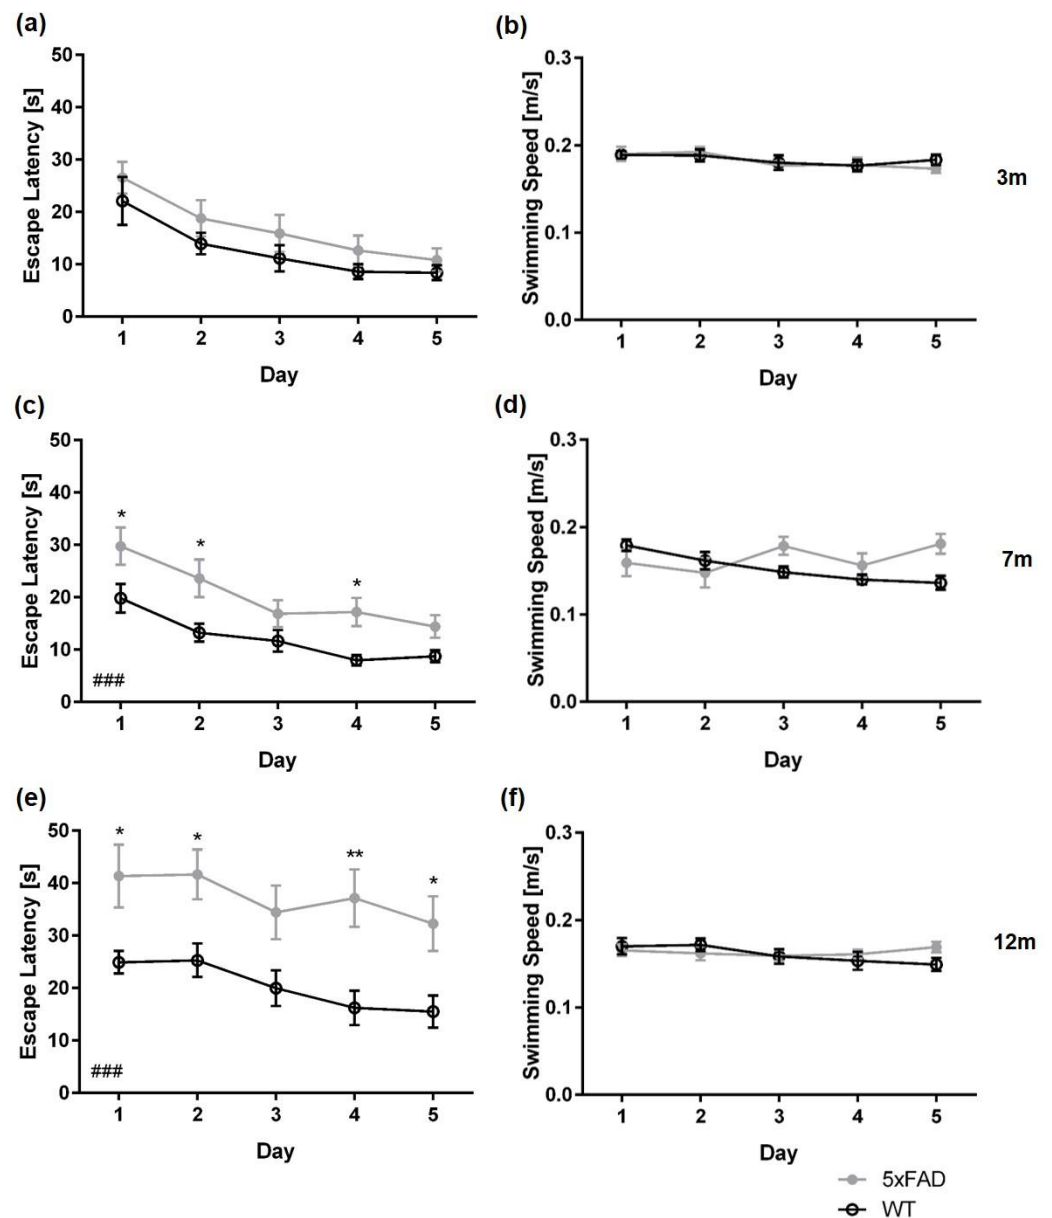 (a)
50
40
30
20
10
0
Escape Latency [s]
1 2 3 4 5
Day
(b)
0.3
0.2
0.1
0.0
Swimming Speed [m/s]
1 2 3 4 5
Day
3m
(c)
50
40
30
20
10
0
Escape Latency [s]
* * *
###
1 2 3 4 5
Day
(d)
0.3
0.2
0.1
0.0
Swimming Speed [m/s]
1 2 3 4 5
Day
7m
(e)
50
40
30
20
10
0
Escape Latency [s]
* * ** *
###
1 2 3 4 5
Day
(f)
0.3
0.2
0.1
0.0
Swimming Speed [m/s]
1 2 3 4 5
Day
12m
5xFAD
WT